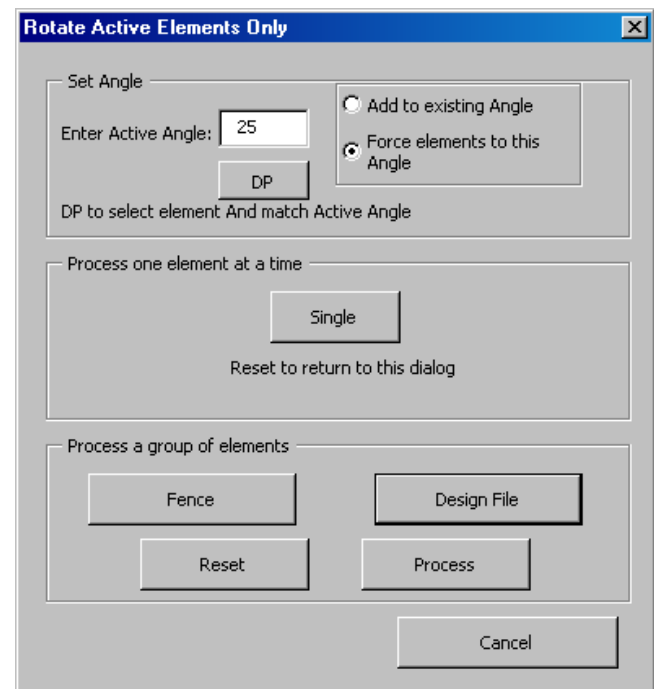 Rotate Active Elements Only
Set Angle
Enter Active Angle: 25
Add to existing Angle
Force elements to this
Angle
DP
DP to select element And match Active Angle
Process one element at a time
Single
Reset to return to this dialog
Process a group of elements
Fence
Design File
Reset
Process
Cancel